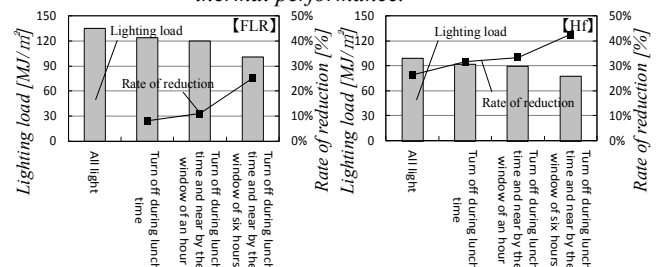 thermal performance.
150
120
90
60
30
0
Lighting load [MJ/㎡]
【FLR】
Lighting load
Rate of reduction
50%
40%
30%
20%
10%
0%
Rate of reduction [%]
All light
Turn off during lunch
time
Turn off during lunch
time and near by the
window of an hour
Turn off during lunch
time and near by the
window of six hours
150
120
90
60
30
0
Lighting load [MJ/㎡]
【Hf】
Lighting load
Rate of reduction
50%
40%
30%
20%
10%
0%
Rate of reduction [%]
All light
Turn off during lunch
time
Turn off during lunch
time and near by the
window of an hour
Turn off during lunch
time and near by the
window of six hours